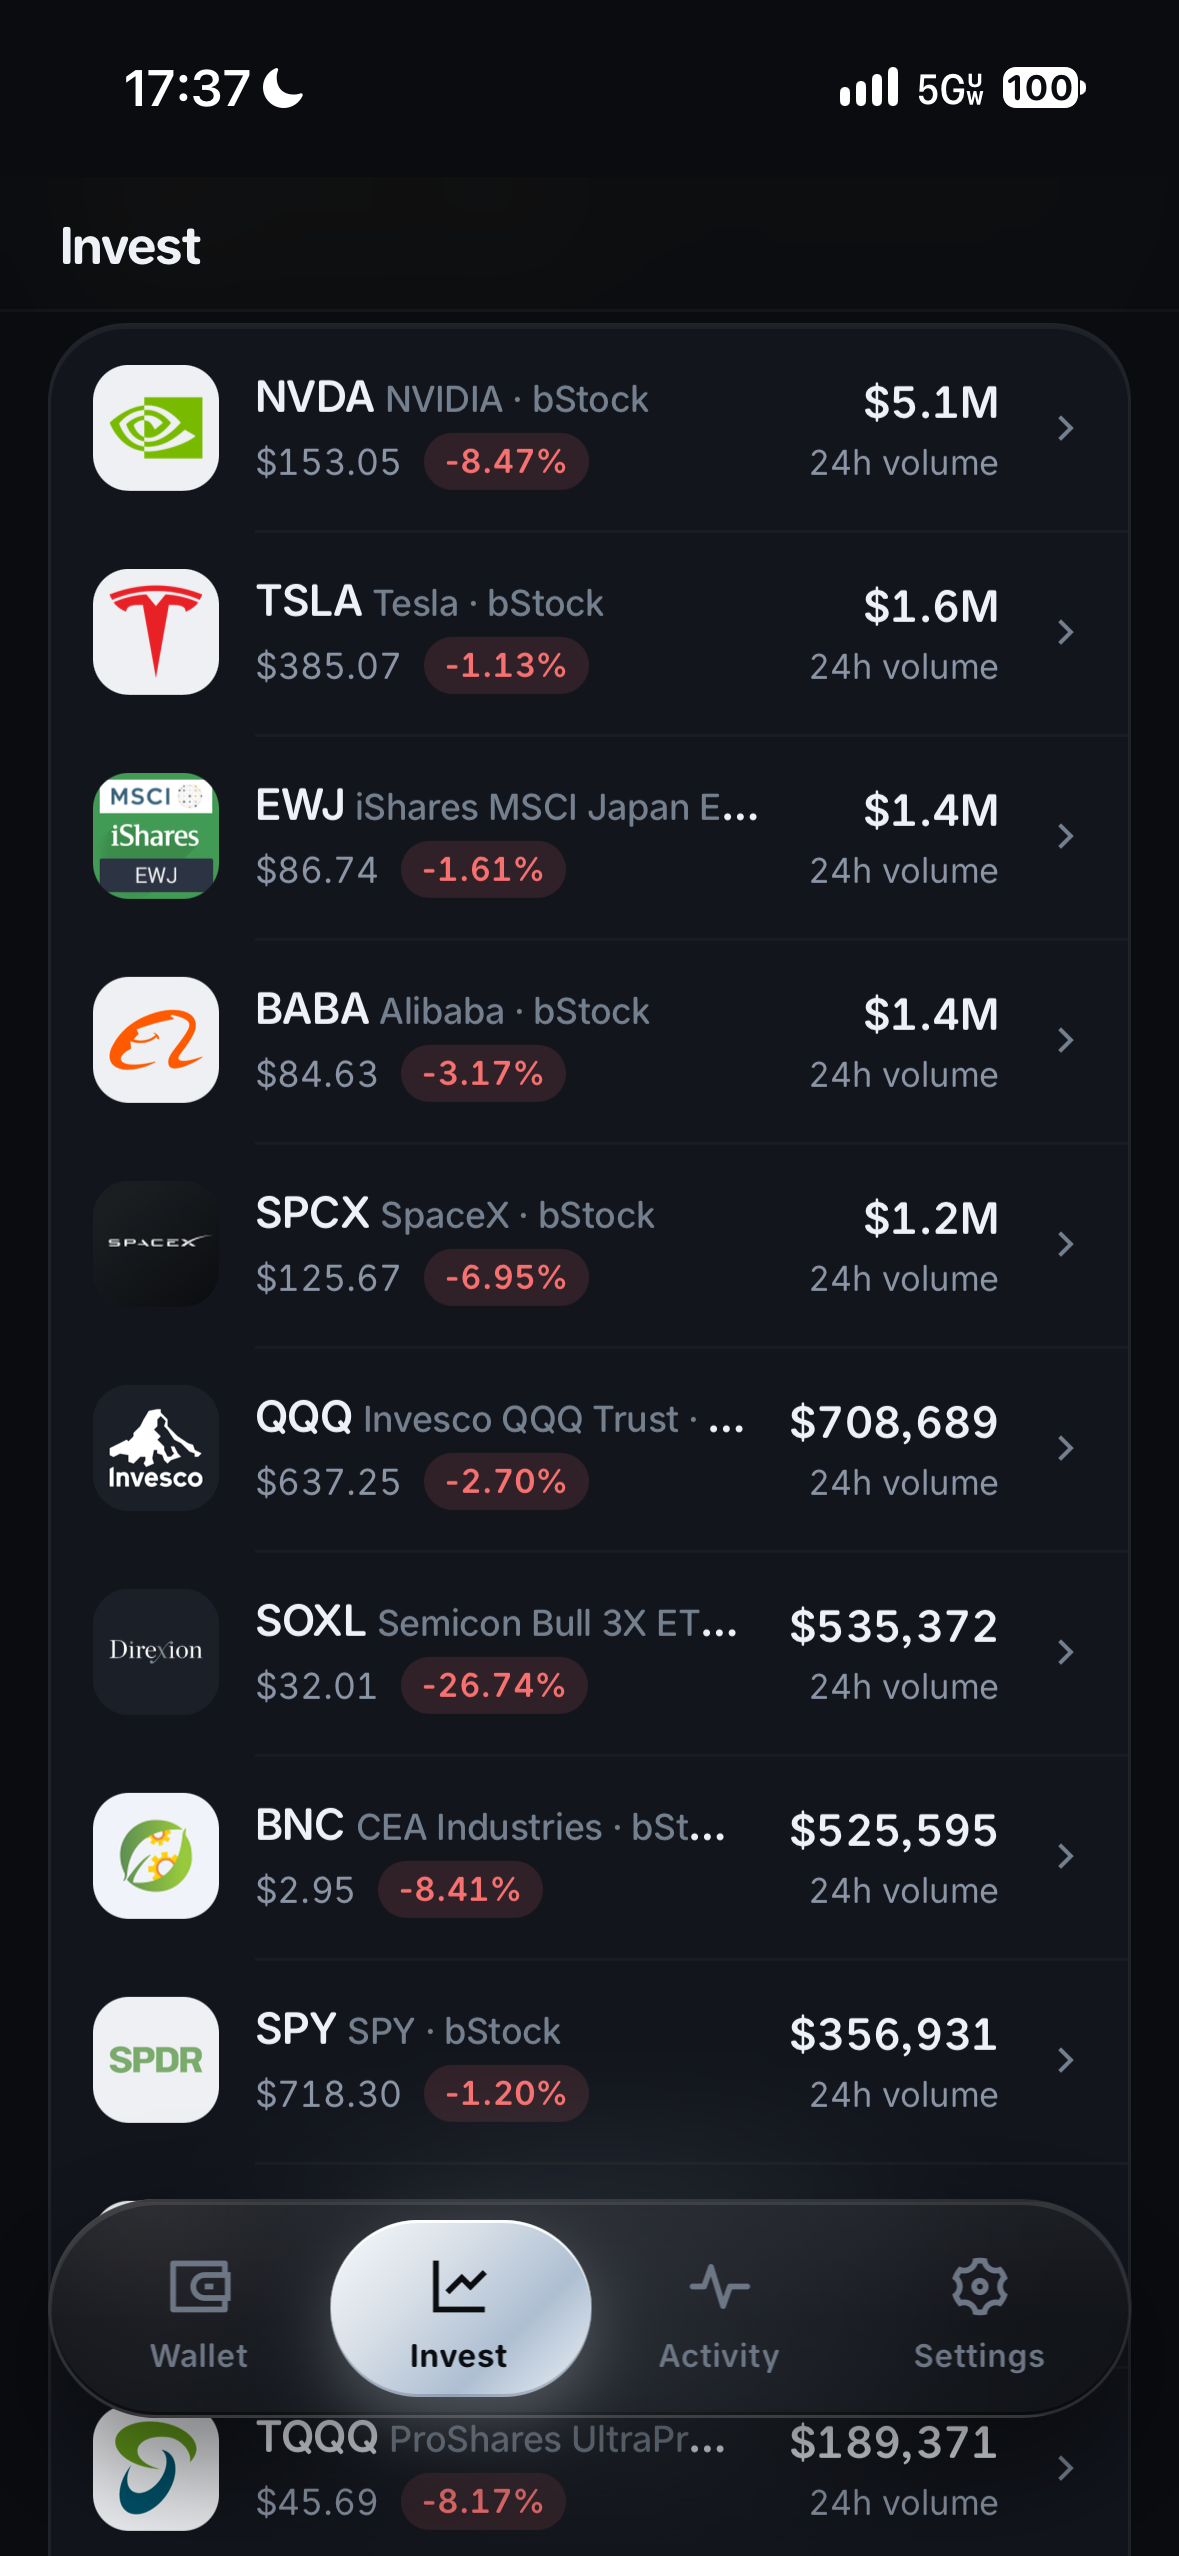 17:37
5G UW 100
Invest
NVDA NVIDIA · bStock
$5.1M
$153.05 -8.47%
24h volume
TSLA Tesla · bStock
$1.6M
$385.07 -1.13%
24h volume
MSCI
iShares
EWJ
EWJ iShares MSCI Japan E...
$1.4M
$86.74 -1.61%
24h volume
BABA Alibaba · bStock
$1.4M
$84.63 -3.17%
24h volume
SPACEX
SPCX SpaceX · bStock
$1.2M
$125.67 -6.95%
24h volume
Invesco
QQQ Invesco QQQ Trust · ...
$708,689
$637.25 -2.70%
24h volume
Direxion
SOXL Semicon Bull 3X ET...
$535,372
$32.01 -26.74%
24h volume
BNC CEA Industries · bSt...
$525,595
$2.95 -8.41%
24h volume
SPDR
SPY SPY · bStock
$356,931
$718.30 -1.20%
24h volume
Wallet
Invest
Activity
Settings
TQQQ ProShares UltraPr...
$189,371
$45.69 -8.17%
24h volume